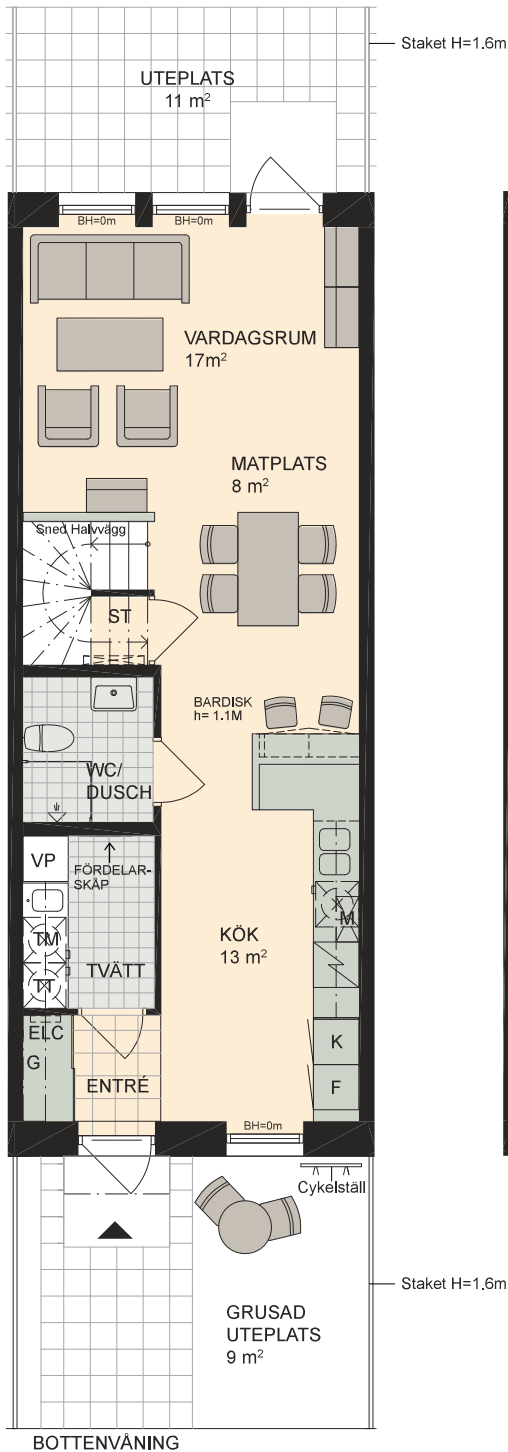 Staket H=1.6m
UTEPLATS
11 m²
BH=0m
BH=0m
VARDAGSRUM
17m²
MATPLATS
8 m²
Sned Halvvägg
ST
BARDISK
h= 1.1M
WC/
DUSCH
VP
FÖRDELAR-
SKÅP
TM
TVÄTT
TT
KÖK
13 m²
M
ELC
G
K
F
ENTRÉ
BH=0m
Cykelställ
Staket H=1.6m
GRUSAD
UTEPLATS
9 m²
BOTTENVÅNING